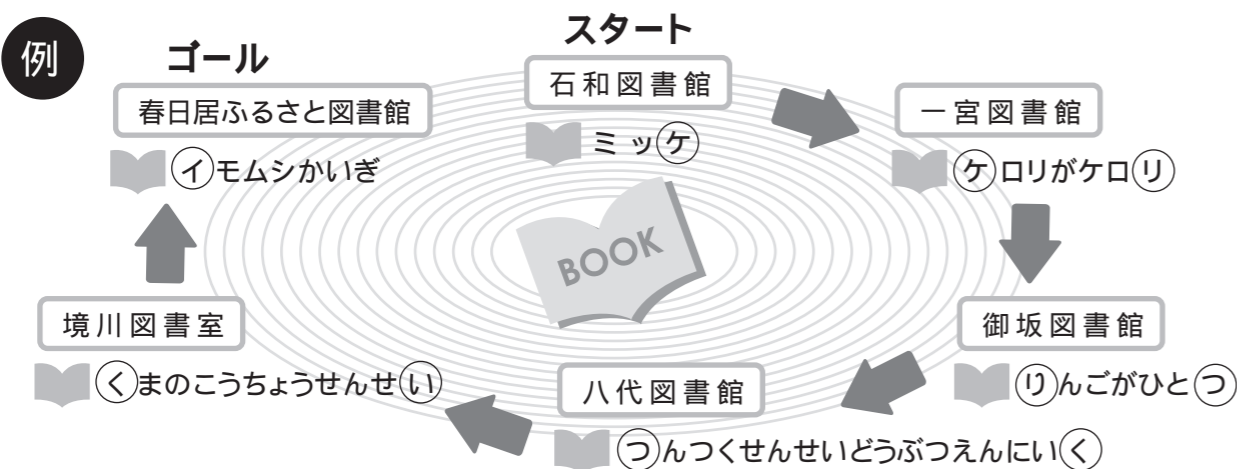 例
スタート
ゴール
石和図書館
春日居ふるさと図書館
一宮図書館
ミッケ
イモムシかいぎ
ケロリがケロリ
BOOK
境川図書室
御坂図書館
くまのこうちょうせんせい
八代図書館
りんごがひとつ
つんつくせんせいどうぶつえんにいく